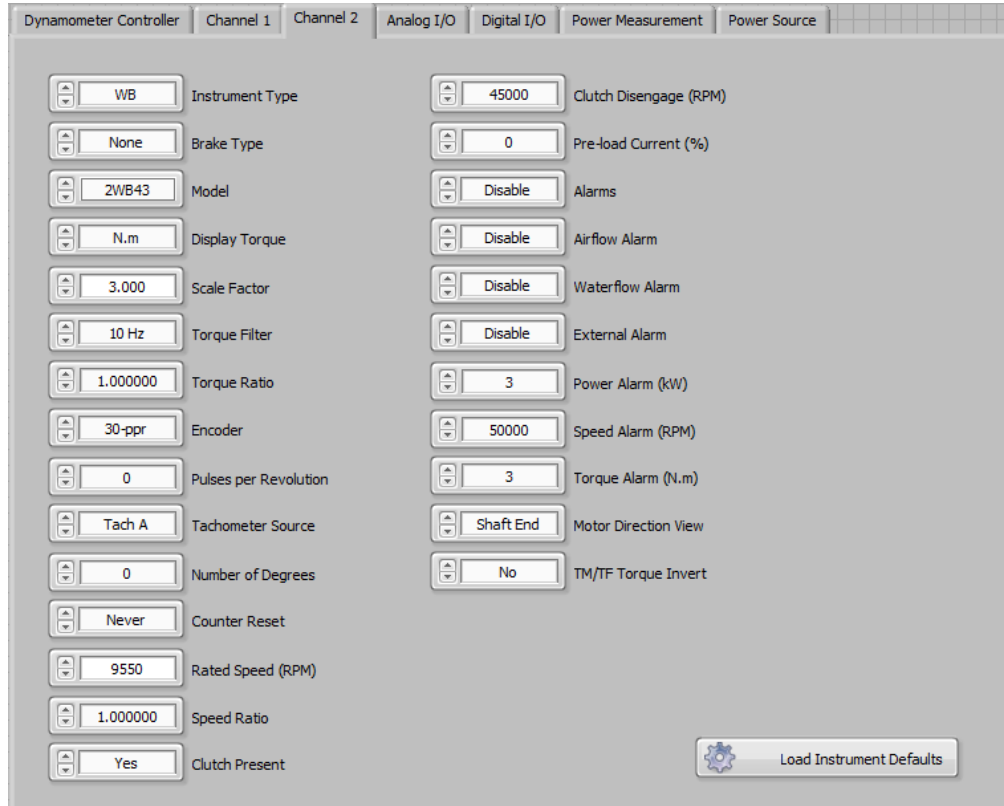 Dynamometer Controller Channel 1 Channel 2 Analog I/O Digital I/O Power Measurement Power Source
WB Instrument Type
None Brake Type
2WB43 Model
N.m Display Torque
3.000 Scale Factor
10 Hz Torque Filter
1.000000 Torque Ratio
30-ppr Encoder
0 Pulses per Revolution
Tach A Tachometer Source
0 Number of Degrees
Never Counter Reset
9550 Rated Speed (RPM)
1.000000 Speed Ratio
Yes Clutch Present
45000 Clutch Disengage (RPM)
0 Pre-load Current (%)
Disable Alarms
Disable Airflow Alarm
Disable Waterflow Alarm
Disable External Alarm
3 Power Alarm (kW)
50000 Speed Alarm (RPM)
3 Torque Alarm (N.m)
Shaft End Motor Direction View
No TM/TF Torque Invert
Load Instrument Defaults